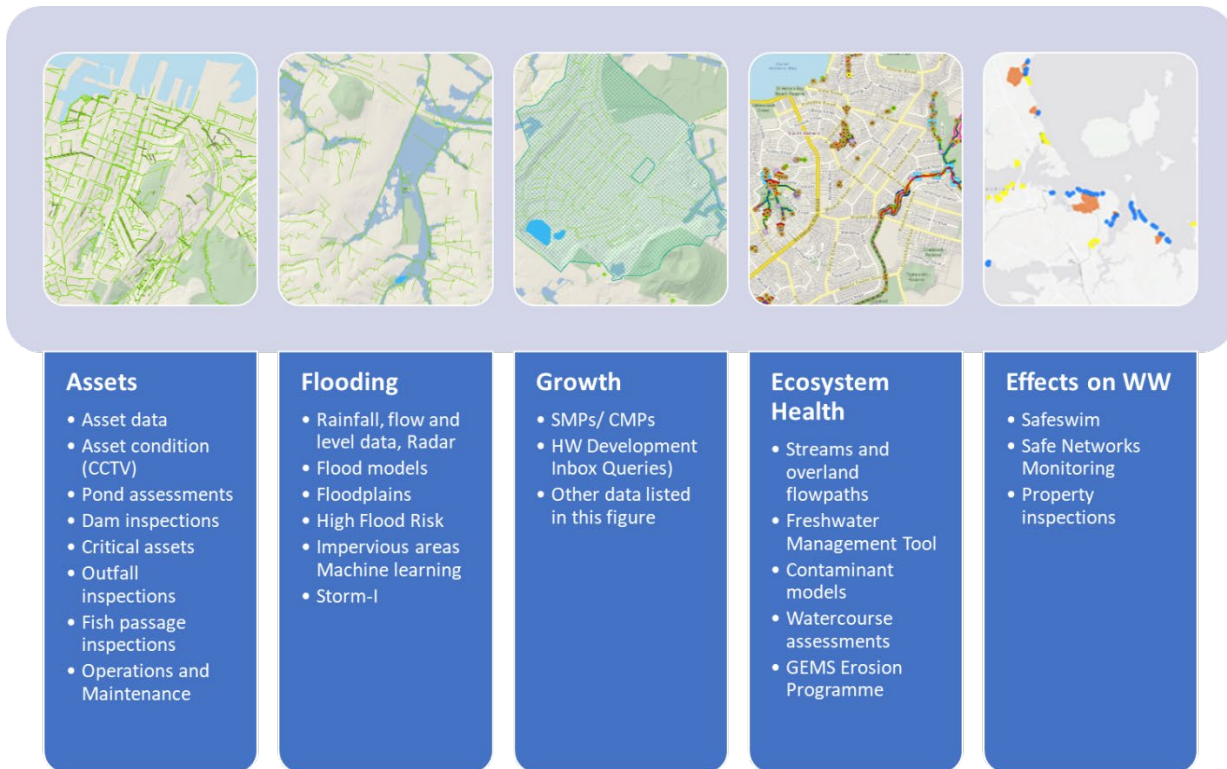 Assets
• Asset data
• Asset condition
(CCTV)
• Pond assessments
• Dam inspections
• Critical assets
• Outfall
inspections
• Fish passage
inspections
• Operations and
Maintenance
Flooding
• Rainfall, flow and
level data, Radar
• Flood models
• Floodplains
• High Flood Risk
• Impervious areas
Machine learning
• Storm-I
Growth
• SMPs/ CMPs
• HW Development
Inbox Queries)
• Other data listed
in this figure
Ecosystem
Health
• Streams and
overland
flowpaths
• Freshwater
Management Tool
• Contaminant
models
• Watercourse
assessments
• GEMS Erosion
Programme
Effects on WW
• Safeswim
• Safe Networks
Monitoring
• Property
inspections